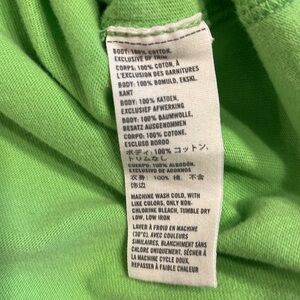 BODY: 100% COTTON,
EXCLUSIVE OF TRIM
CORPS: 100% COTON, À
L'EXCLUSION DES GARNITURES
BODY: 100% BOMULD, EKSKL.
KANT
BODY: 100% KATOEN,
EXCLUSIEF AFWERKING
BODY: 100% BAUMWOLLE,
BESATZ AUSGENOMMEN
CORPO: 100% COTONE,
ESCLUSO BORDO
ボディ: 100% コットン,
トリムなし
CUERPO: 100% ALGODÓN,
EXCLUSIVO DE ADORNOS
衣身: 100% 棉, 不含
饰边
MACHINE WASH COLD, WITH
LIKE COLORS, ONLY NON-
CHLORINE BLEACH, TUMBLE DRY
LOW, LOW IRON
LAVER À FROID EN MACHINE
(30°C), AVEC COULEURS
SIMILAIRES, BLANCHIMENT SANS
CHLORE SI NÉCESSAIRE, SÉCHER À
LA MACHINE CYCLE DOUX,
REPASSER À FAIBLE CHALEUR